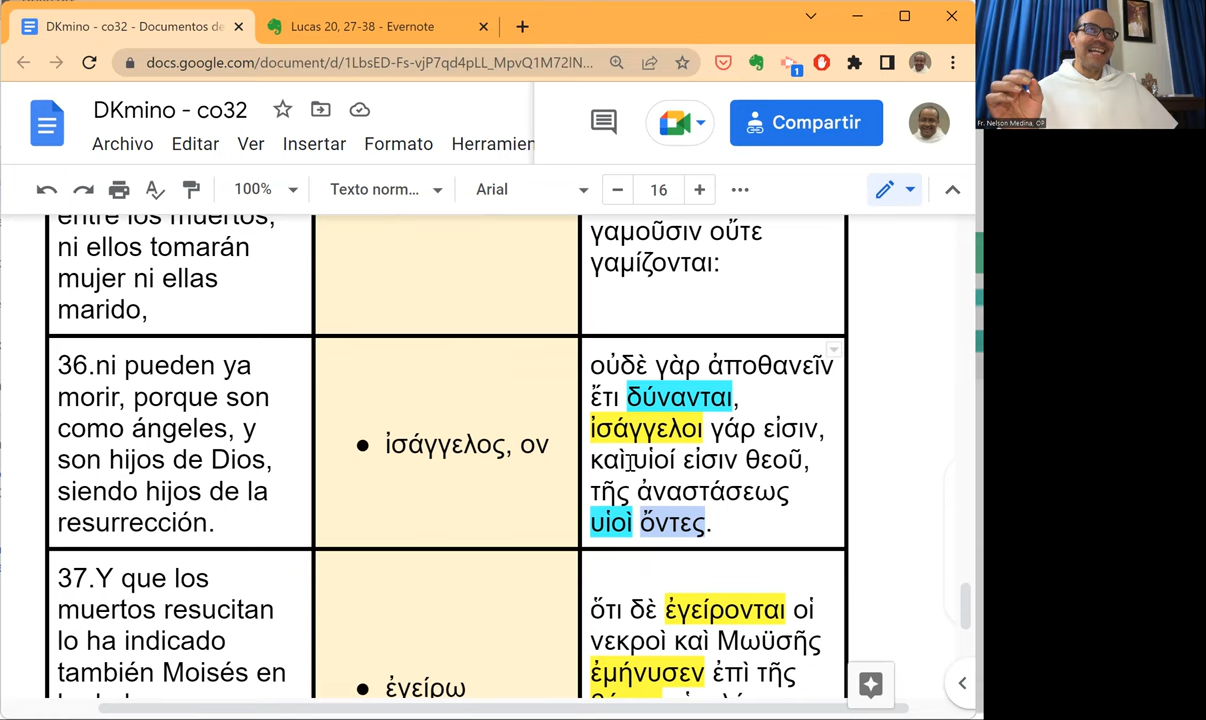 DKmino - co32 - Documentos de
Lucas 20, 27-38 - Evernote
docs.google.com/document/d/1LbsED-Fs-vjP7qd4pLL_MpvQ1M72lN...
1
DKmino - co32
Compartir
Archivo Editar Ver Insertar Formato Herramien
100% Texto norm... Arial 16
Fr. Nelson Medina, OP
entre los muertos,
ni ellos tomarán
mujer ni ellas
marido,
γαμοῦσιν οὔτε
γαμίζονται:
36.ni pueden ya
morir, porque son
como ángeles, y
son hijos de Dios,
siendo hijos de la
resurrección.
● ἰσάγγελος, ον
οὐδὲ γὰρ ἀποθανεῖν
ἔτι δύνανται,
ἰσάγγελοι γάρ εἰσιν,
καὶ υἱοί εἰσιν θεοῦ,
τῆς ἀναστάσεως
υἱοὶ ὄντες.
37.Y que los
muertos resucitan
lo ha indicado
también Moisés en
● ἐγείρω
ὅτι δὲ ἐγείρονται οἱ
νεκροὶ καὶ Μωϋσῆς
ἐμήνυσεν ἐπὶ τῆς